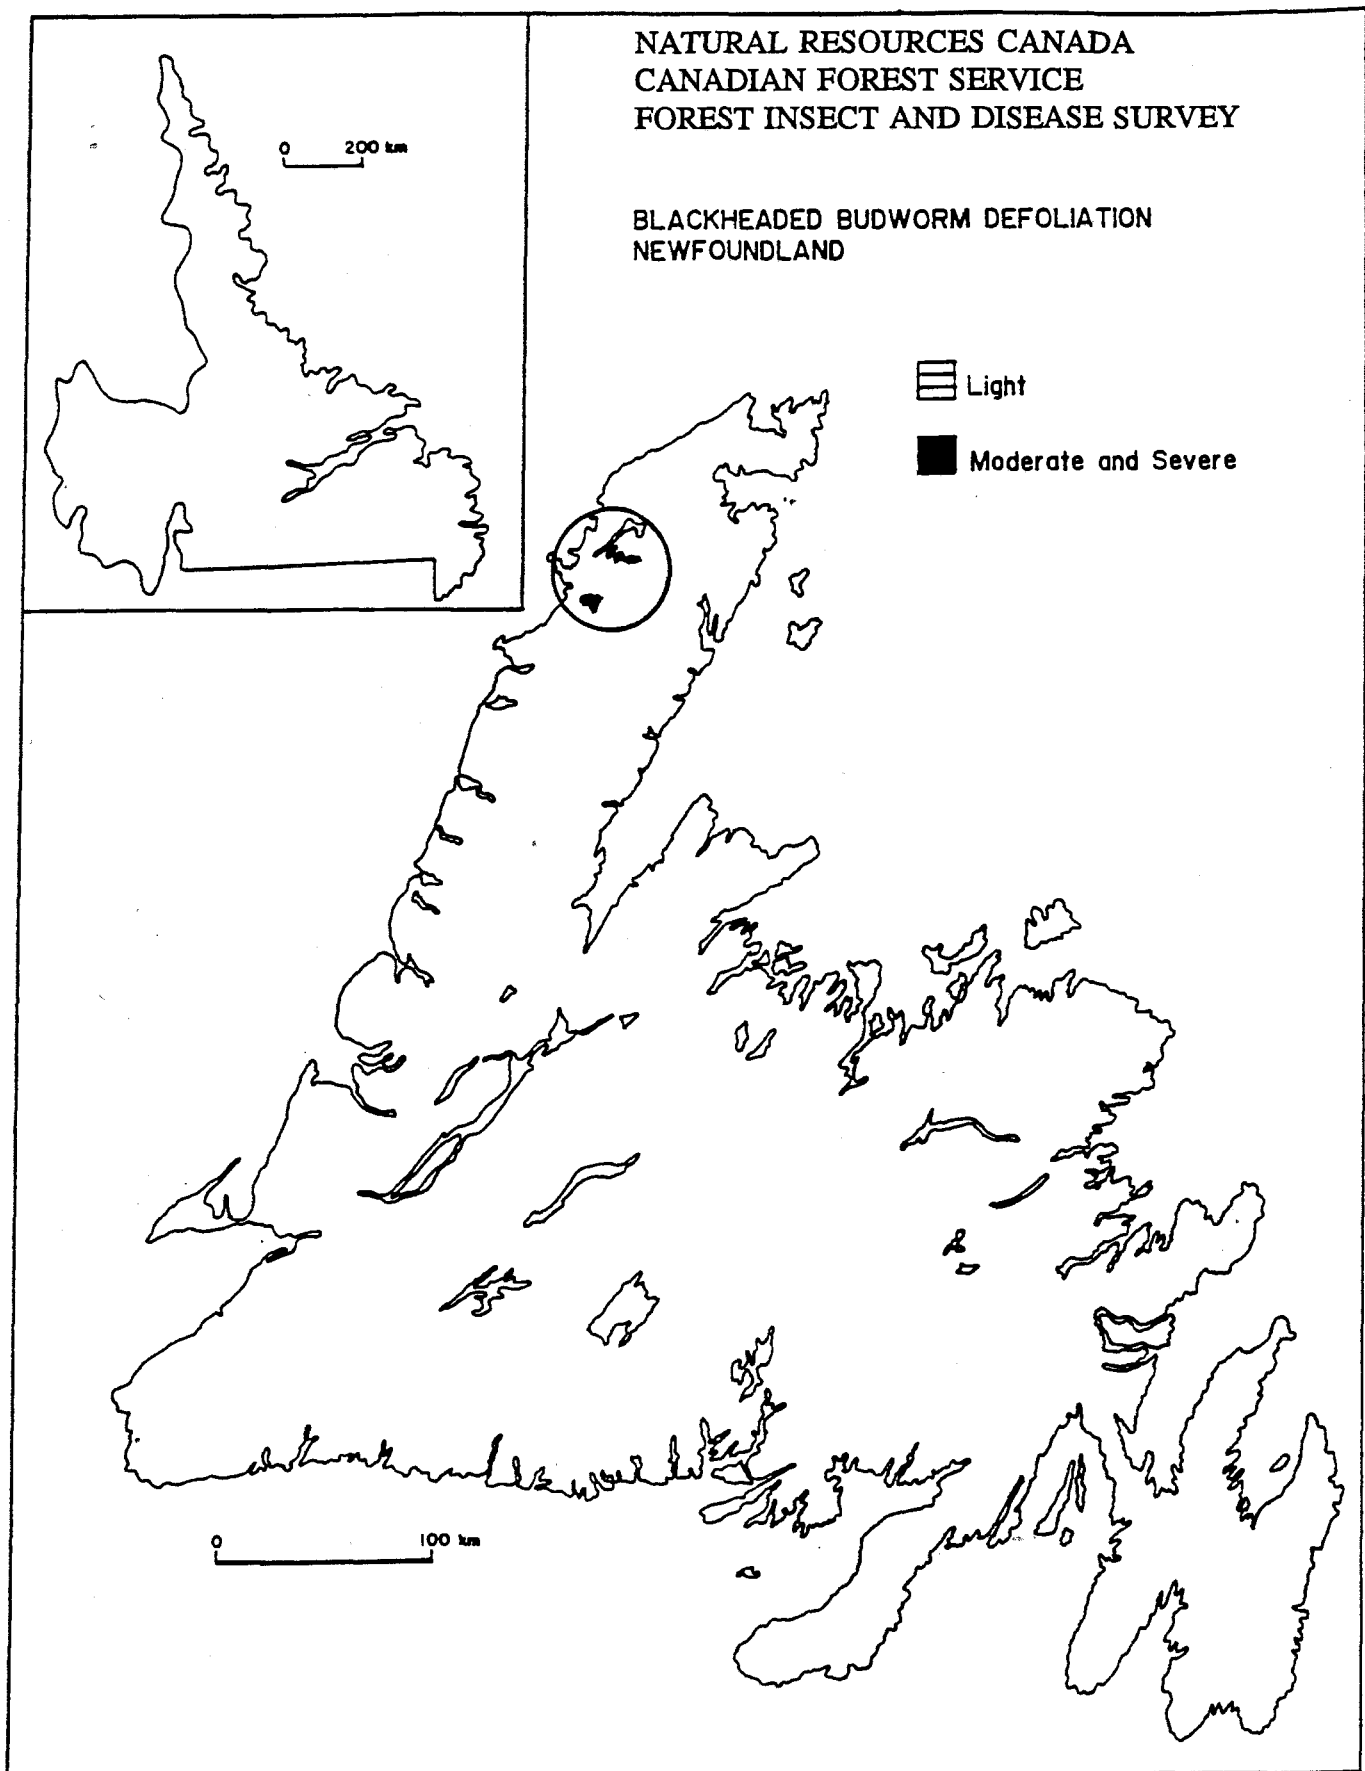 NATURAL RESOURCES CANADA
CANADIAN FOREST SERVICE
FOREST INSECT AND DISEASE SURVEY
0 200 km
BLACKHEADED BUDWORM DEFOLIATION
NEWFOUNDLAND
Light
Moderate and Severe
0 100 km